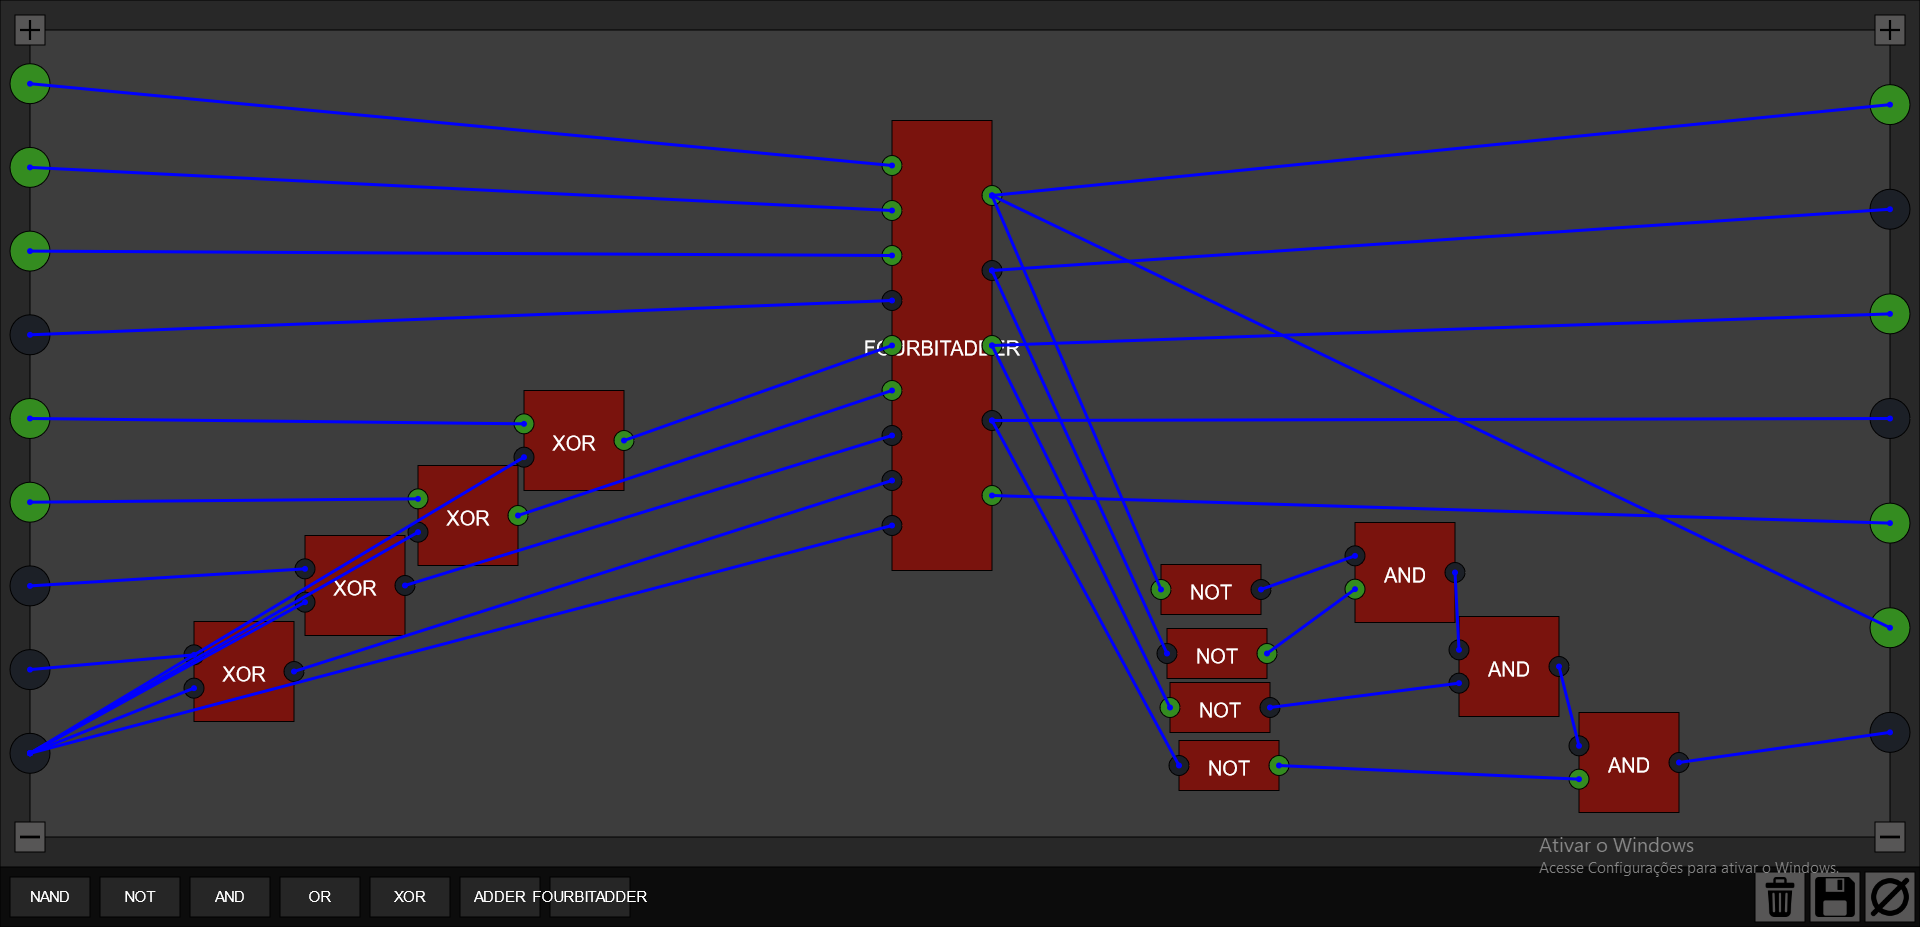 FOURBITADDER
XOR
XOR
XOR
XOR
NOT
NOT
NOT
NOT
AND
AND
AND
Ativar o Windows
Acesse Configurações para ativar o Windows.
NAND NOT AND OR XOR ADDER FOURBITADDER